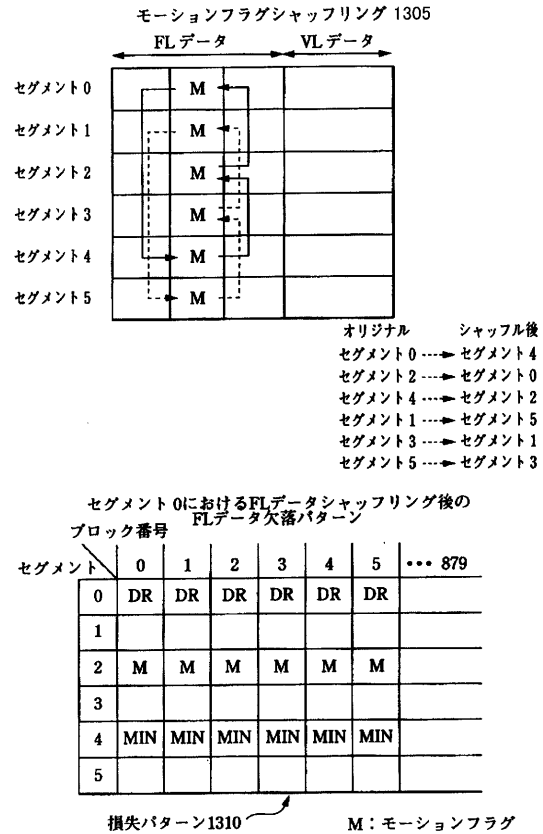 モーションフラグシャッフリング 1305
FLデータ VLデータ
セグメント0 M
セグメント1 M
セグメント2 M
セグメント3 M
セグメント4 M
セグメント5 M
オリジナル シャッフル後
セグメント0 セグメント4
セグメント2 セグメント0
セグメント4 セグメント2
セグメント1 セグメント5
セグメント3 セグメント1
セグメント5 セグメント3
セグメント0におけるFLデータシャッフリング後の
FLデータ欠落パターン
ブロック番号
セグメント 0 1 2 3 4 5 ••• 879
0 DR DR DR DR DR DR
1
2 M M M M M M
3
4 MIN MIN MIN MIN MIN MIN
5
損失パターン1310 M：モーションフラグ